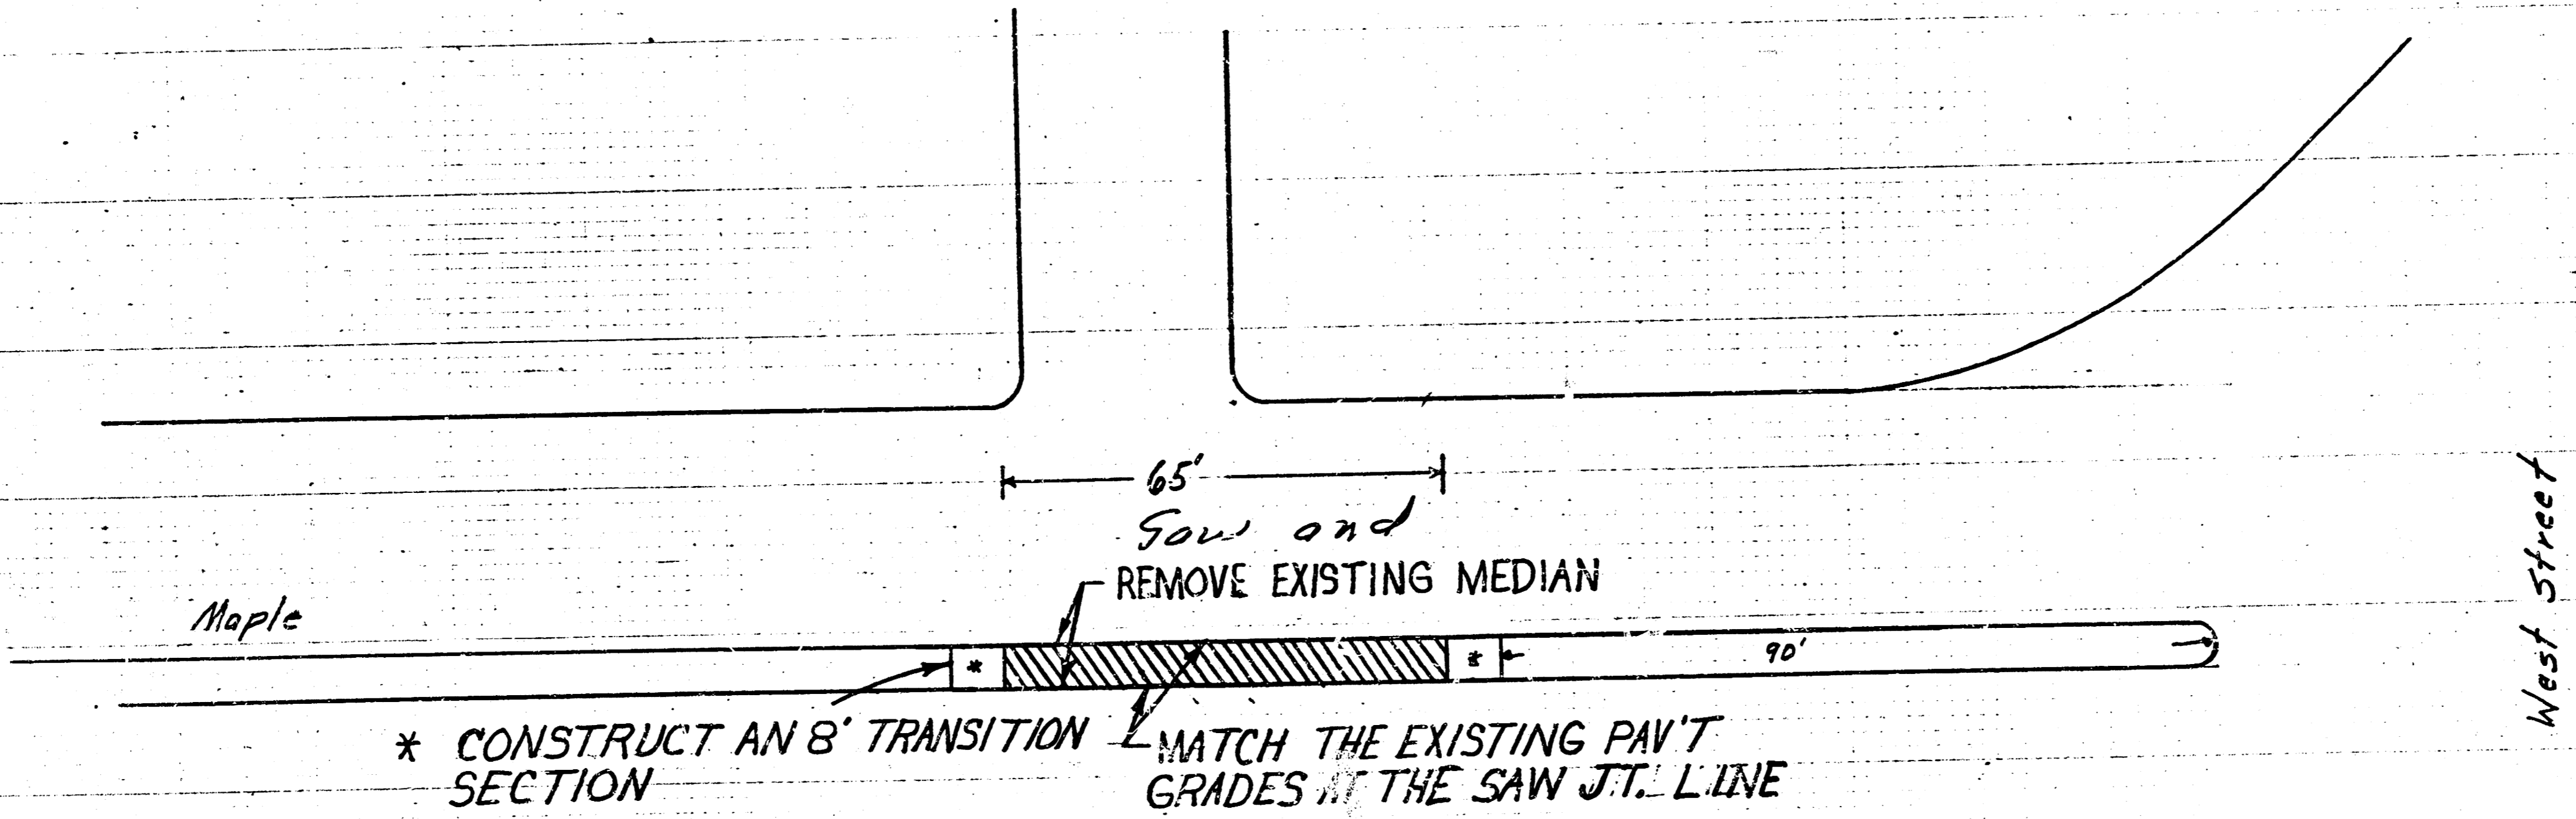 65'
Saw and
REMOVE EXISTING MEDIAN
Maple
West Street
*
*
90'
* CONSTRUCT AN 8' TRANSITION
SECTION
MATCH THE EXISTING PAV'T
GRADES AT THE SAW JT. LINE